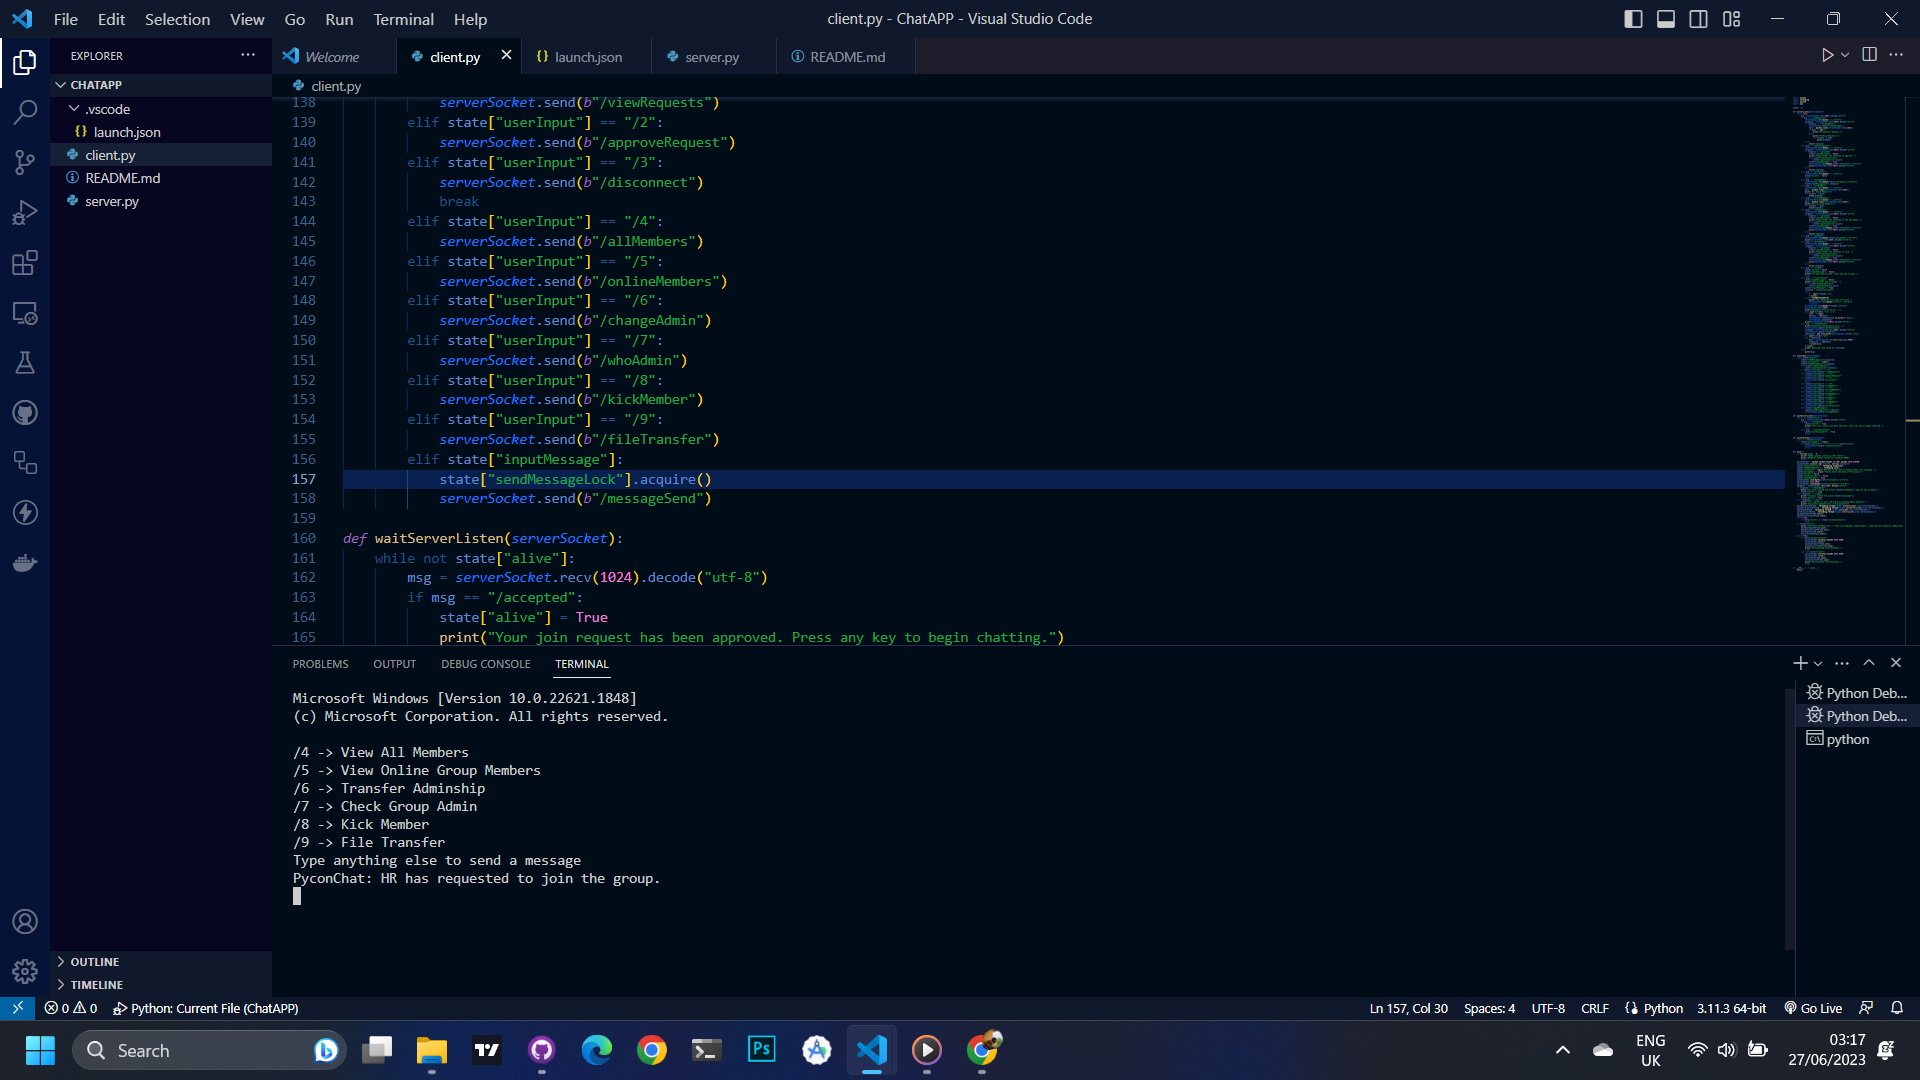 File Edit Selection View Go Run Terminal Help
client.py - ChatAPP - Visual Studio Code
EXPLORER
CHATAPP
.vscode
launch.json
client.py
README.md
server.py
OUTLINE
TIMELINE
Welcome
client.py
launch.json
server.py
README.md
client.py
138 serverSocket.send(b"/viewRequests")
139 elif state["userInput"] == "/2":
140 serverSocket.send(b"/approveRequest")
141 elif state["userInput"] == "/3":
142 serverSocket.send(b"/disconnect")
143 break
144 elif state["userInput"] == "/4":
145 serverSocket.send(b"/allMembers")
146 elif state["userInput"] == "/5":
147 serverSocket.send(b"/onlineMembers")
148 elif state["userInput"] == "/6":
149 serverSocket.send(b"/changeAdmin")
150 elif state["userInput"] == "/7":
151 serverSocket.send(b"/whoAdmin")
152 elif state["userInput"] == "/8":
153 serverSocket.send(b"/kickMember")
154 elif state["userInput"] == "/9":
155 serverSocket.send(b"/fileTransfer")
156 elif state["inputMessage"]:
157 state["sendMessageLock"].acquire()
158 serverSocket.send(b"/messageSend")
159
160 def waitServerListen(serverSocket):
161 while not state["alive"]:
162 msg = serverSocket.recv(1024).decode("utf-8")
163 if msg == "/accepted":
164 state["alive"] = True
165 print("Your join request has been approved. Press any key to begin chatting.")
PROBLEMS OUTPUT DEBUG CONSOLE TERMINAL
Microsoft Windows [Version 10.0.22621.1848]
(c) Microsoft Corporation. All rights reserved.
/4 -> View All Members
/5 -> View Online Group Members
/6 -> Transfer Adminship
/7 -> Check Group Admin
/8 -> Kick Member
/9 -> File Transfer
Type anything else to send a message
PyconChat: HR has requested to join the group.
Python Deb...
Python Deb...
python
0 0 Python: Current File (ChatAPP)
Ln 157, Col 30 Spaces: 4 UTF-8 CRLF Python 3.11.3 64-bit Go Live
Search
Ps
ENG
UK
03:17
27/06/2023